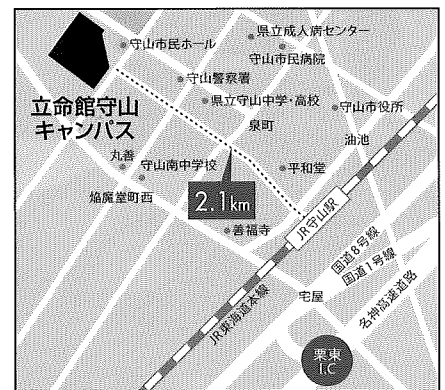 県立成人病センター
守山市民ホール
守山市民病院
守山警察署
県立守山中学・高校
守山市役所
立命館守山
キャンパス
泉町
油池
丸善
守山南中学校
平和堂
焔魔堂町西
2.1km
善福寺
JR守山駅
国道8号線
国道1号線
宅屋
名神高速道路
JR東海道本線
栗東
I.C